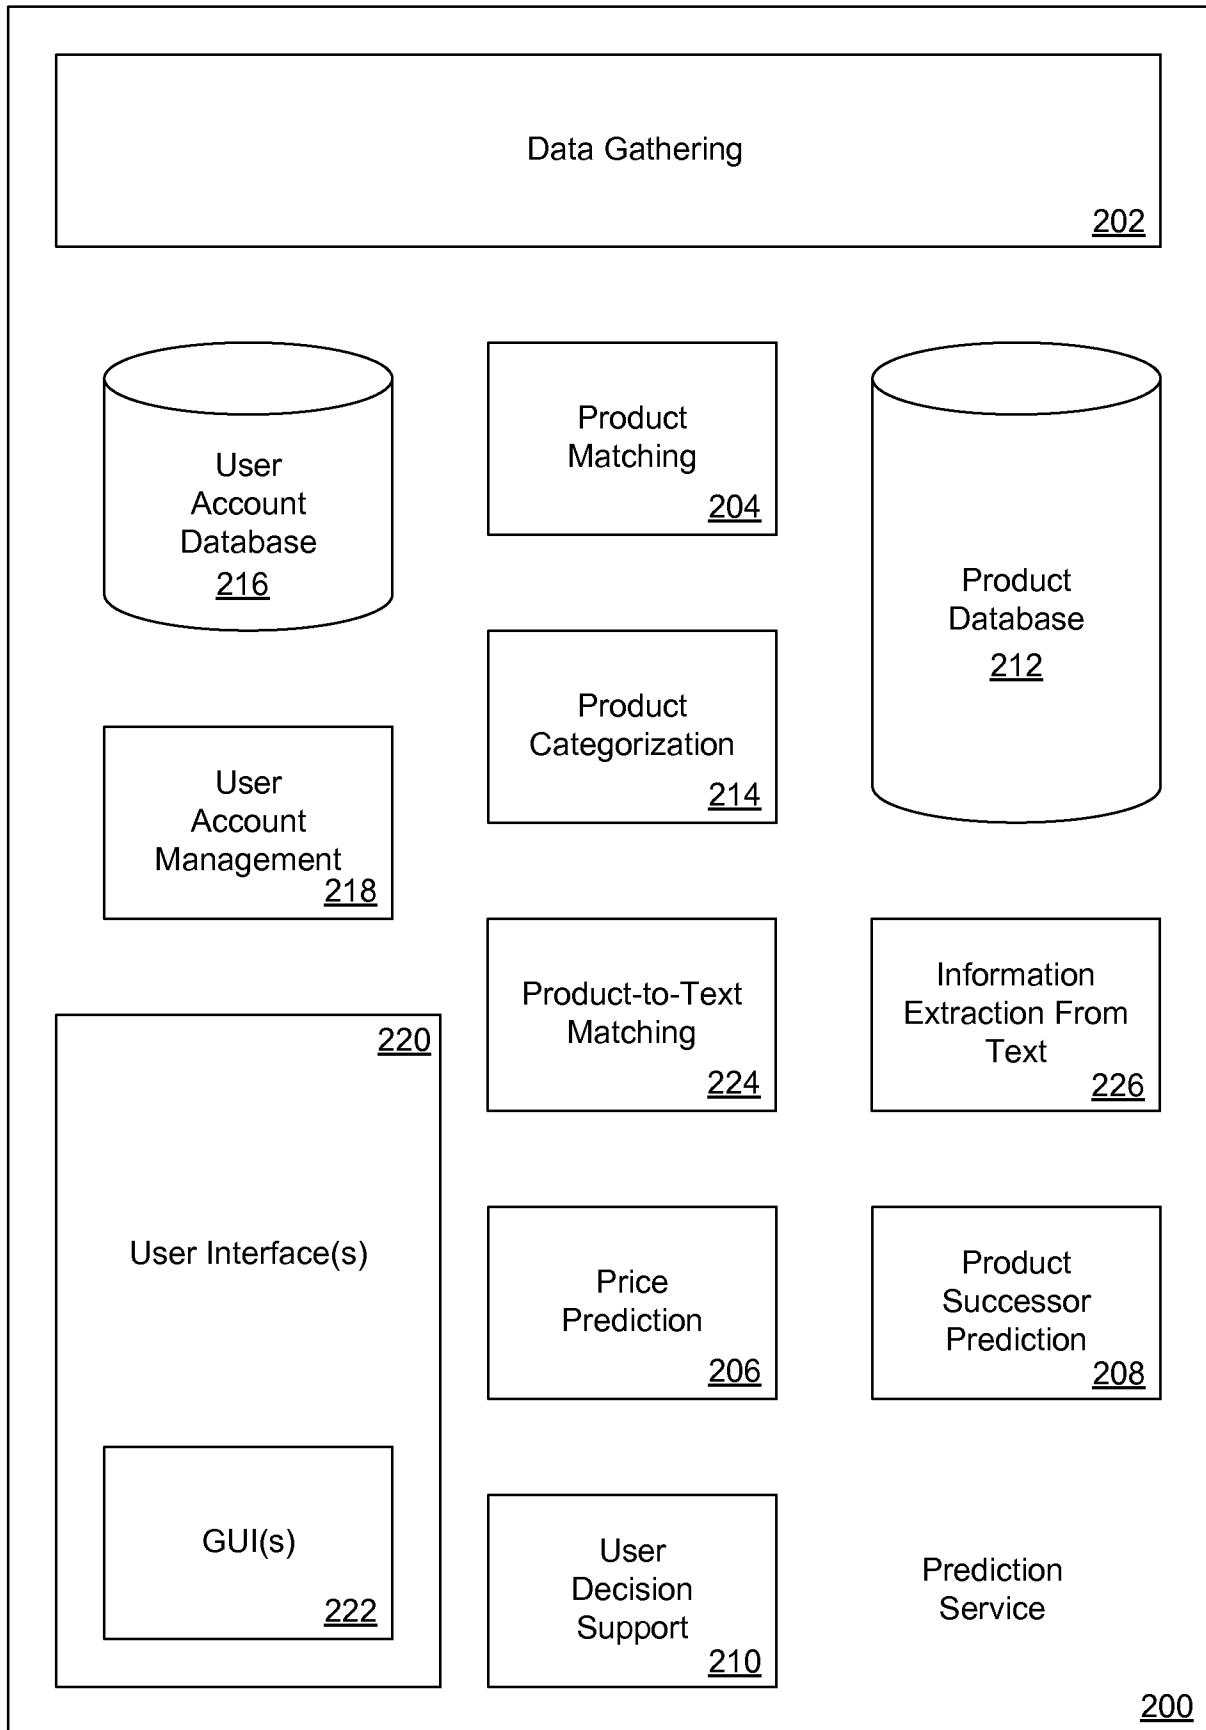 Data Gathering
202
User
Account
Database
216
Product
Matching
204
Product
Database
212
Product
Categorization
214
User
Account
Management
218
Product-to-Text
Matching
224
Information
Extraction From
Text
226
220
User Interface(s)
GUI(s)
222
Price
Prediction
206
Product
Successor
Prediction
208
User
Decision
Support
210
Prediction
Service
200